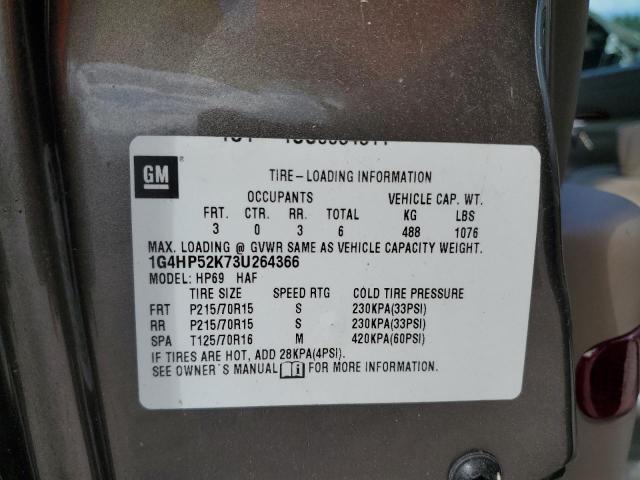 GM
TIRE-LOADING INFORMATION
OCCUPANTS VEHICLE CAP. WT.
FRT. CTR. RR. TOTAL KG LBS
3 0 3 6 488 1076
MAX. LOADING @ GVWR SAME AS VEHICLE CAPACITY WEIGHT.
1G4HP52K73U264366
MODEL: HP69 HAF
TIRE SIZE SPEED RTG COLD TIRE PRESSURE
FRT P215/70R15 S 230KPA(33PSI)
RR P215/70R15 S 230KPA(33PSI)
SPA T125/70R16 M 420KPA(60PSI)
IF TIRES ARE HOT, ADD 28KPA(4PSI).
SEE OWNER'S MANUAL i FOR MORE INFORMATION.